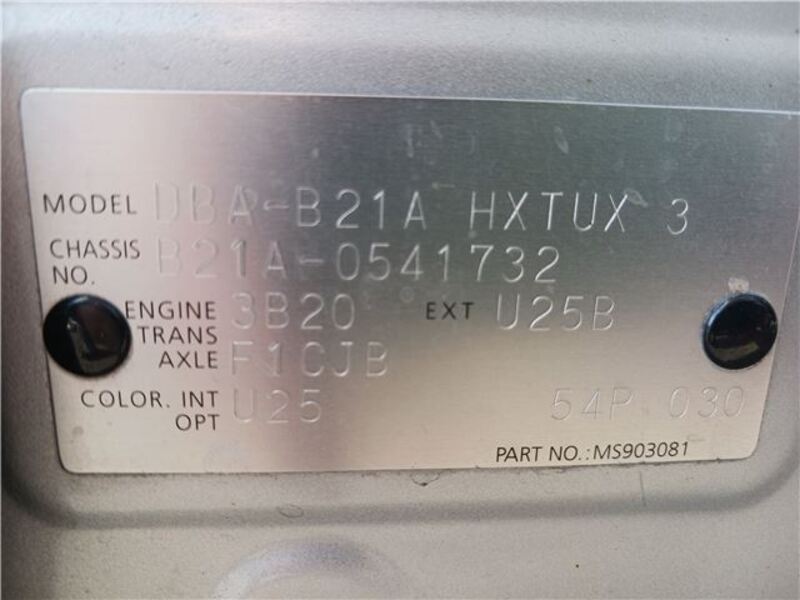 MODEL DBA-B21A HXTUX 3
CHASSIS NO. B21A-0541732
ENGINE 3B20 EXT U25B
TRANS AXLE F1CJB
COLOR. INT OPT U25 54P 030
PART NO.:MS903081